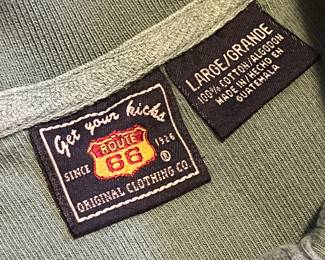 Get your kicks
ROUTE
66
SINCE 1926
®
ORIGINAL CLOTHING CO.
LARGE/GRANDE
100% COTTON/ALGODON
MADE IN/HECHO EN
GUATEMALA